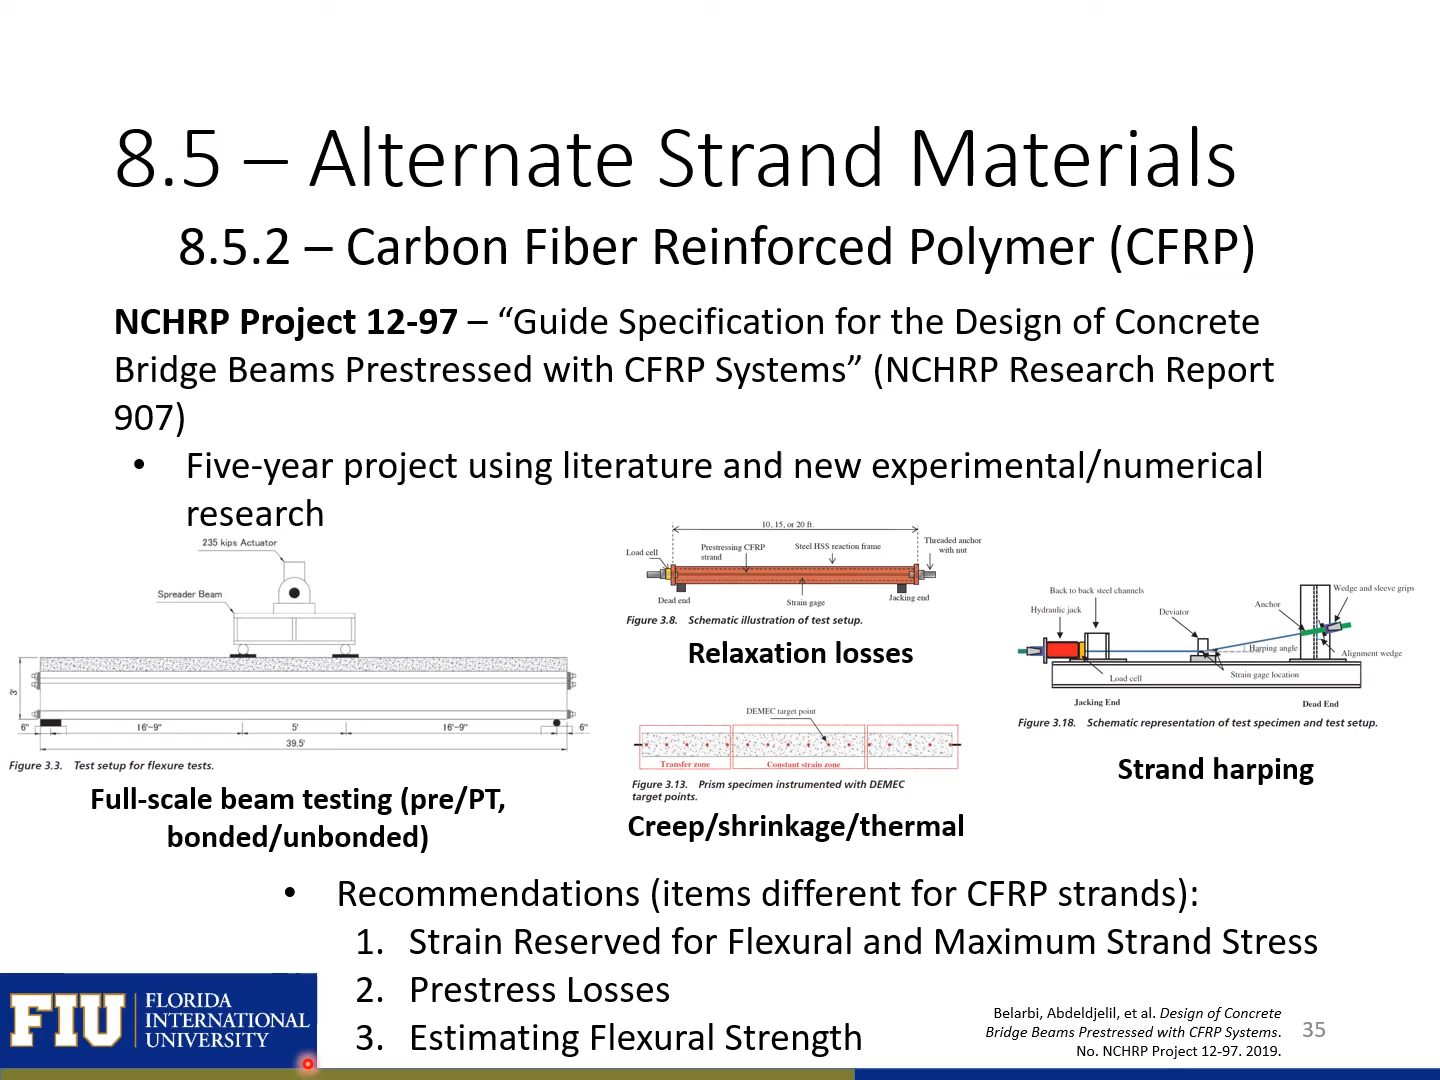 8.5 – Alternate Strand Materials
8.5.2 – Carbon Fiber Reinforced Polymer (CFRP)
NCHRP Project 12-97 – “Guide Specification for the Design of Concrete
Bridge Beams Prestressed with CFRP Systems” (NCHRP Research Report
907)
• Five-year project using literature and new experimental/numerical
research
235 kips Actuator
Spreader Beam
3'
6"
16'-9"
5'
16'-9"
6"
39.5'
Figure 3.3. Test setup for flexure tests.
Full-scale beam testing (pre/PT,
bonded/unbonded)
10, 15, or 20 ft.
Load cell
Prestressing CFRP
strand
Steel HSS reaction frame
Threaded anchor
with nut
Dead end
Strain gage
Jacking end
Figure 3.8. Schematic illustration of test setup.
Relaxation losses
DEMEC target point
Transfer zone
Constant strain zone
Figure 3.13. Prism specimen instrumented with DEMEC
target points.
Creep/shrinkage/thermal
Back to back steel channels
Wedge and sleeve grips
Hydraulic jack
Deviator
Anchor
Harping angle
Alignment wedge
Load cell
Strain gage location
Jacking End
Dead End
Figure 3.18. Schematic representation of test specimen and test setup.
Strand harping
• Recommendations (items different for CFRP strands):
1. Strain Reserved for Flexural and Maximum Strand Stress
2. Prestress Losses
3. Estimating Flexural Strength
FIU
FLORIDA
INTERNATIONAL
UNIVERSITY
Belarbi, Abdeldjelil, et al. Design of Concrete
Bridge Beams Prestressed with CFRP Systems.
No. NCHRP Project 12-97. 2019.
35